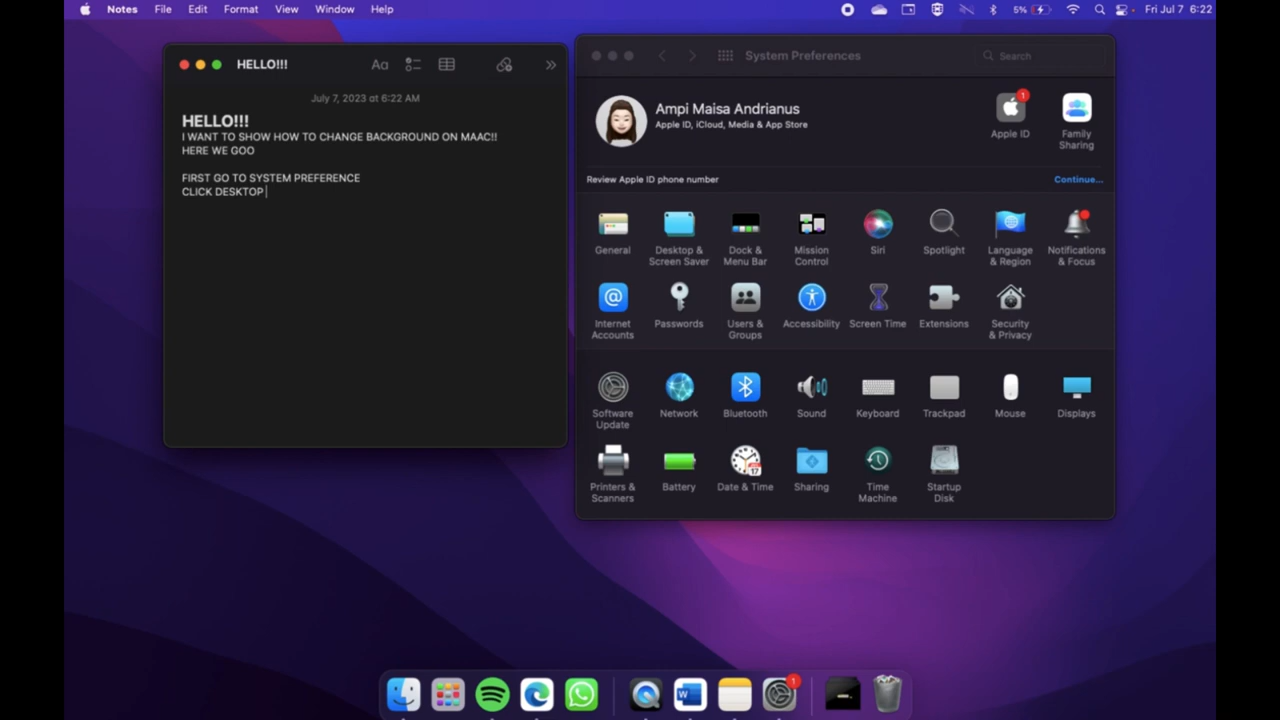 Notes File Edit Format View Window Help 5% Fri Jul 7 6:22
HELLO!!! Aa
July 7, 2023 at 6:22 AM
HELLO!!!
I WANT TO SHOW HOW TO CHANGE BACKGROUND ON MAAC!!
HERE WE GOO
FIRST GO TO SYSTEM PREFERENCE
CLICK DESKTOP
System Preferences Search
Ampi Maisa Andrianus
Apple ID, iCloud, Media & App Store
1
Apple ID
Family
Sharing
Review Apple ID phone number Continue...
General
Desktop &
Screen Saver
Dock &
Menu Bar
Mission
Control
Siri
Spotlight
Language
& Region
Notifications
& Focus
Internet
Accounts
Passwords
Users &
Groups
Accessibility
Screen Time
Extensions
Security
& Privacy
Software
Update
Network
Bluetooth
Sound
Keyboard
Trackpad
Mouse
Displays
Printers &
Scanners
Battery
17
Date & Time
Sharing
Time
Machine
Startup
Disk
W
1